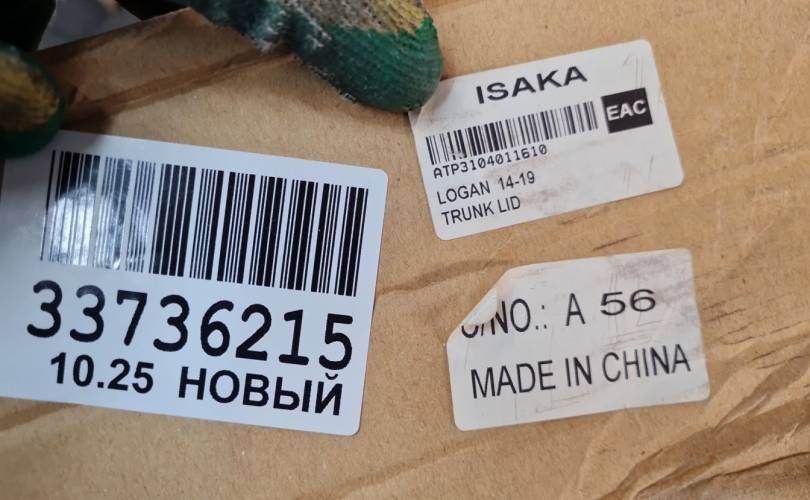 33736215
10.25 НОВЫЙ
ISAKA
EAC
ATP3104011610
LOGAN 14-19
TRUNK LID
C/NO.: A 56
MADE IN CHINA